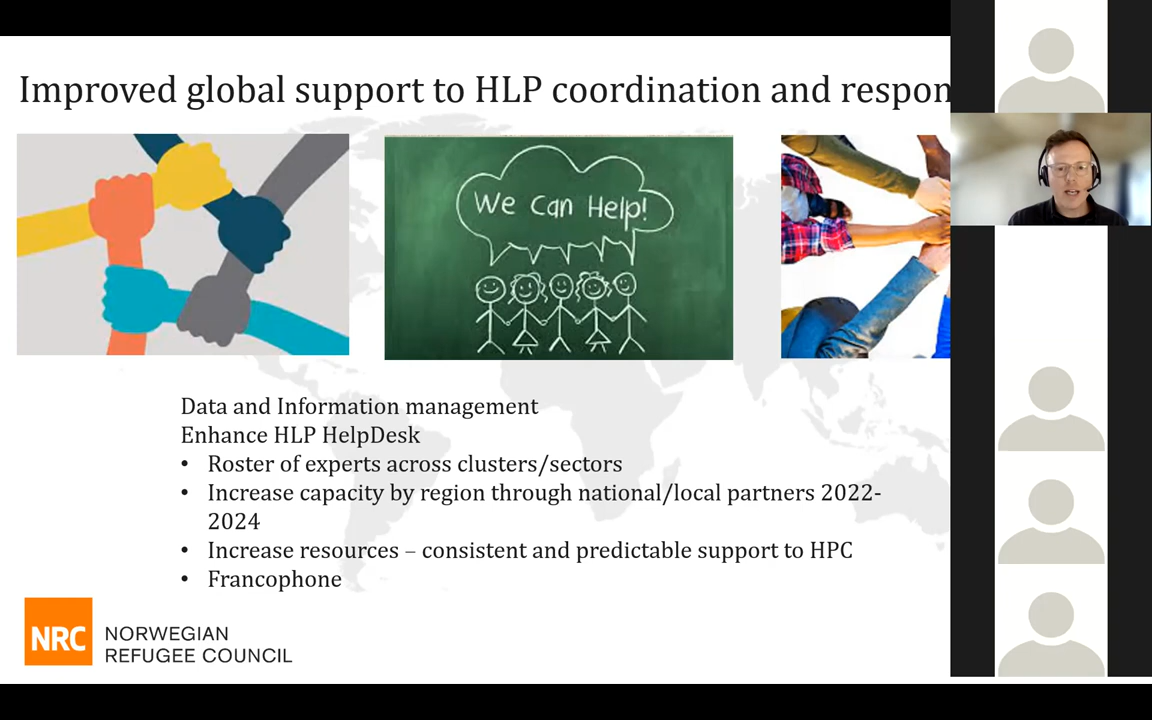 Improved global support to HLP coordination and respon
We Can Help!
Data and Information management
Enhance HLP HelpDesk
• Roster of experts across clusters/sectors
• Increase capacity by region through national/local partners 2022-
2024
• Increase resources – consistent and predictable support to HPC
• Francophone
NRC
NORWEGIAN
REFUGEE COUNCIL